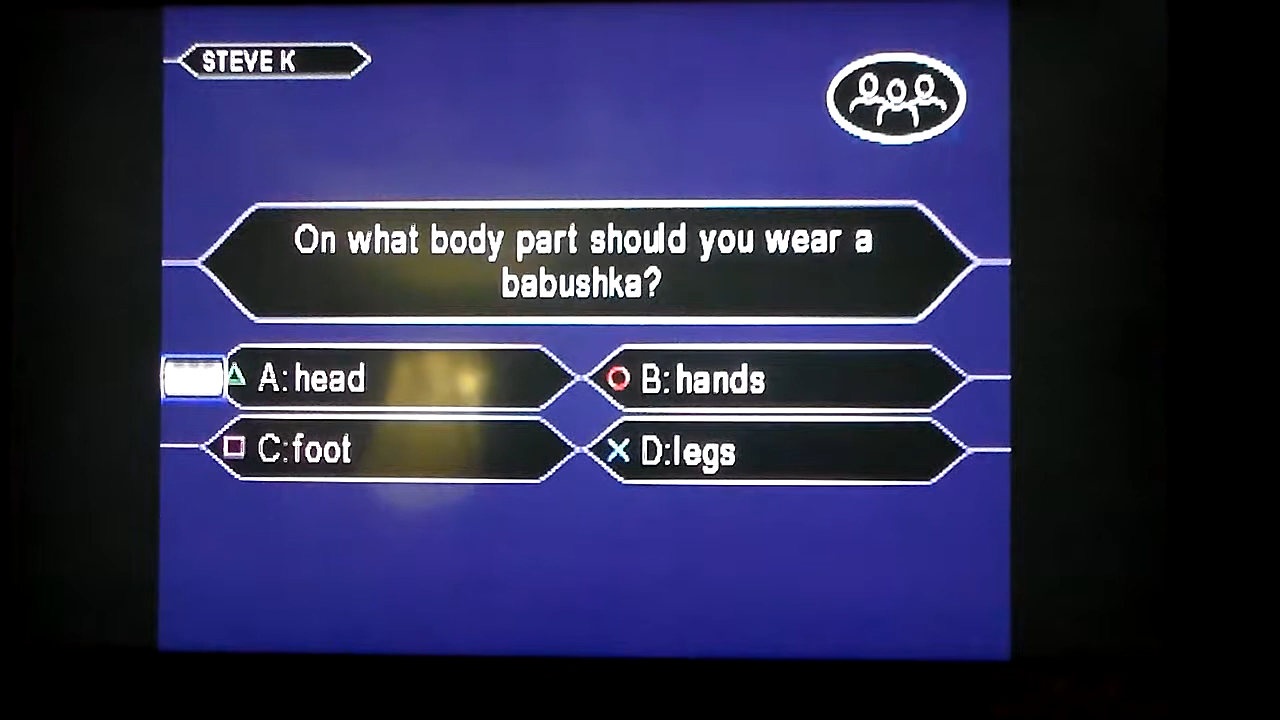 STEVE K
On what body part should you wear a
babushka?
A: head
B: hands
C: foot
D: legs